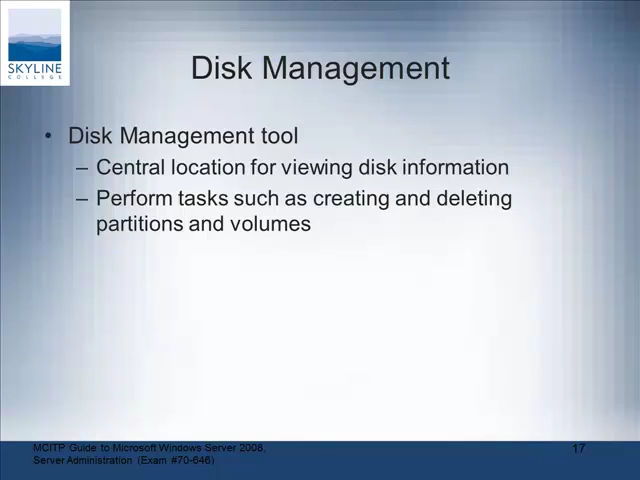 SKYLINE
COLLEGE
Disk Management
• Disk Management tool
– Central location for viewing disk information
– Perform tasks such as creating and deleting
partitions and volumes
MCITP Guide to Microsoft Windows Server 2008,
Server Administration (Exam #70-646)
17